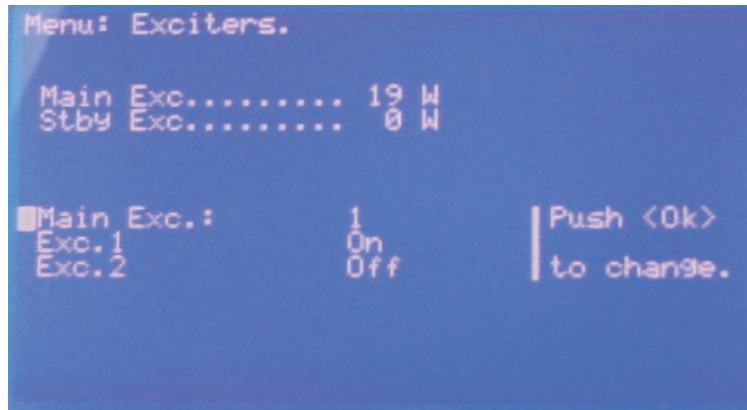 Menu: Exciters.
Main Exc......... 19 W
Stby Exc......... 0 W
Main Exc.: 1
Exc.1 On
Exc.2 Off
Push <Ok>
to change.